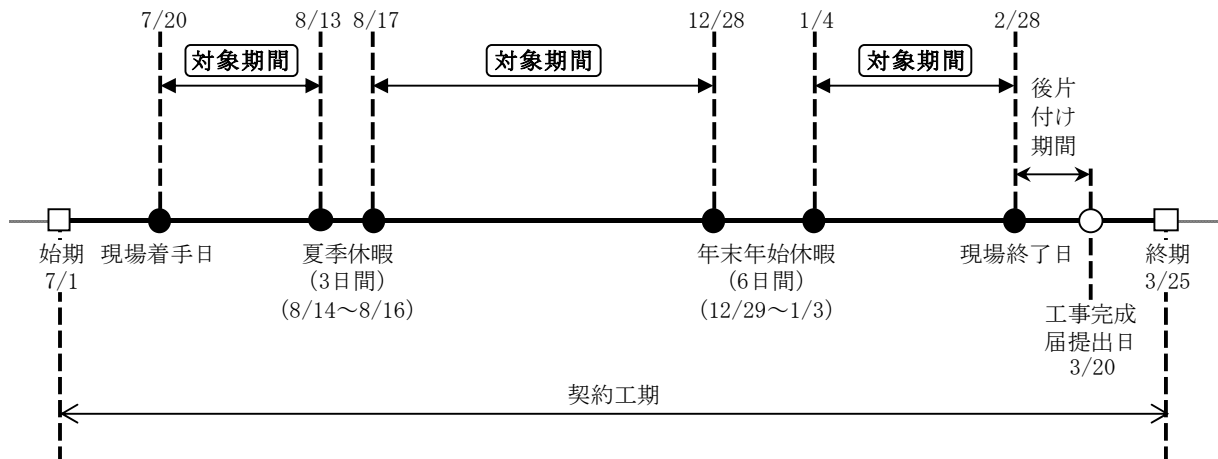 7/20
8/13
8/17
12/28
1/4
2/28
対象期間
対象期間
対象期間
後片
付け
期間
始期
7/1
現場着手日
夏季休暇
(3日間)
(8/14～8/16)
年末年始休暇
(6日間)
(12/29～1/3)
現場終了日
終期
3/25
工事完成
届提出日
3/20
契約工期